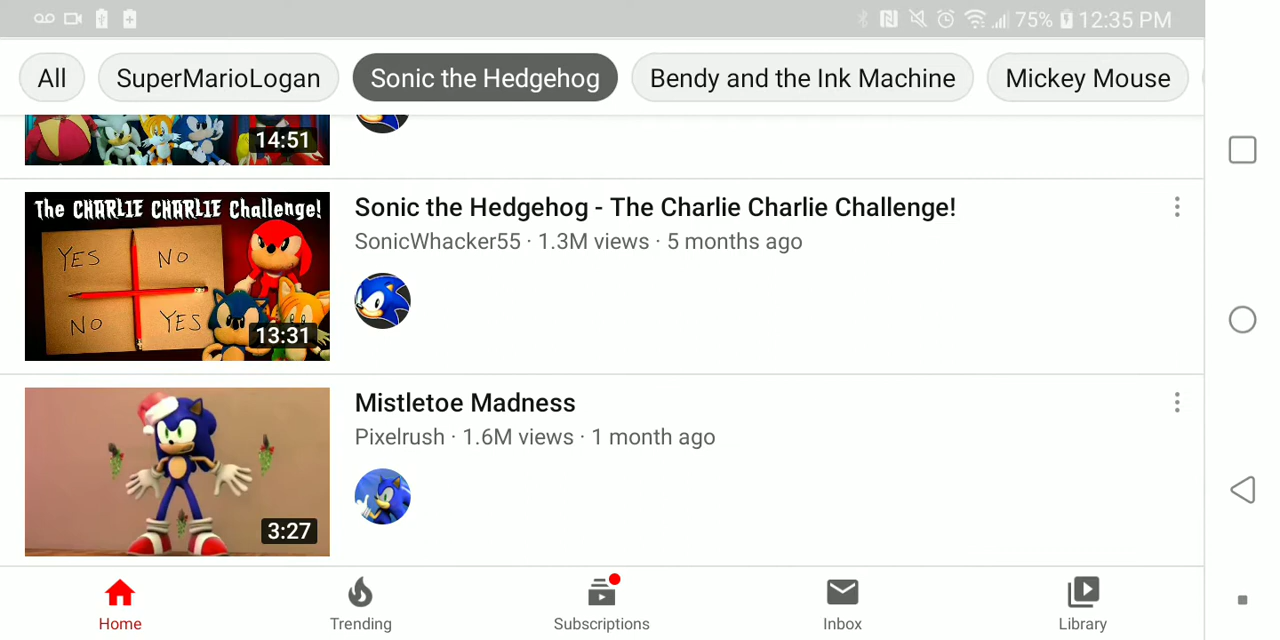 75% 12:35 PM
All SuperMarioLogan Sonic the Hedgehog Bendy and the Ink Machine Mickey Mouse
14:51
The CHARLIE CHARLIE Challenge!
YES NO
NO YES
13:31
Sonic the Hedgehog - The Charlie Charlie Challenge!
SonicWhacker55 · 1.3M views · 5 months ago
3:27
Mistletoe Madness
Pixelrush · 1.6M views · 1 month ago
Home Trending Subscriptions Inbox Library